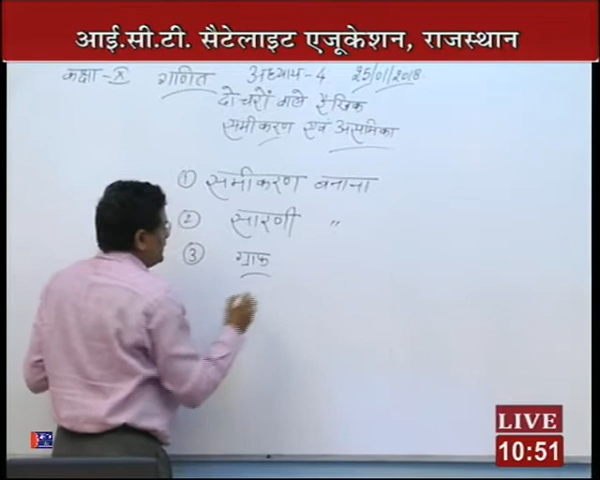 आई.सी.टी. सैटेलाइट एजूकेशन, राजस्थान
कक्षा-X गणित अध्याय-4 25/01/2018
दो चरों वाले रैखिक
समीकरण एवं असमिका
① समीकरण बनाना
② सारणी "
③ ग्राफ
LIVE
10:51